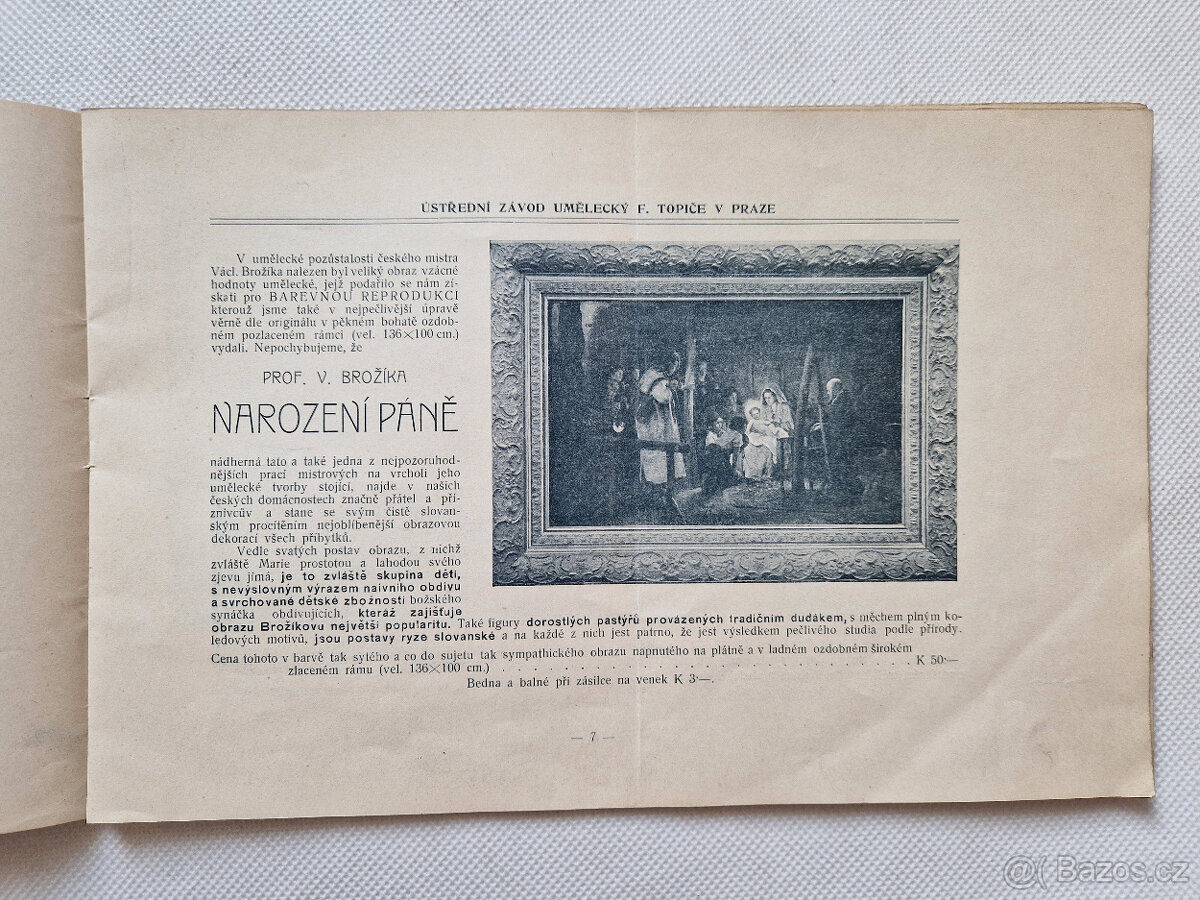 ÚSTŘEDNÍ ZÁVOD UMĚLECKÝ F. TOPIČE V PRAZE
V umělecké pozůstalosti českého mistra
Václ. Brožíka nalezen byl veliký obraz vzácné
hodnoty umělecké, jejž podařilo se nám zí-
skati pro BAREVNOU REPRODUKCI
kterouž jsme také v nejpečlivější úpravě
věrně dle originálu v pěkném bohatě ozdob-
ném pozlaceném rámci (vel. 136×100 cm.)
vydali. Nepochybujeme, že
PROF. V. BROŽÍKA
NAROZENÍ PÁNĚ
nádherná tato a také jedna z nejpozoruhod-
nějších prací mistrových na vrcholi jeho
umělecké tvorby stojící, najde v našich
českých domácnostech značně přátel a pří-
znivcův a stane se svým čistě slovan-
ským procítěním nejoblíbenější obrazovou
dekorací všech příbytků.
Vedle svatých postav obrazu, z nichž
zvláště Marie prostotou a lahodou svého
zjevu jímá, je to zvláště skupina dětí,
s nevýslovným výrazem naivního obdivu
a svrchované dětské zbožnosti božského
synáčka obdivujících, kteráž zajišťuje
obrazu Brožíkovu největší popularitu. Také figury dorostlých pastýřů provázených tradičním dudákem, s měchem plným ko-
ledových motivů, jsou postavy ryze slovanské a na každé z nich jest patrno, že jest výsledkem pečlivého studia podle přírody.
Cena tohoto v barvě tak sytého a co do sujetu tak sympathického obrazu napnutého na plátně a v ladném ozdobném širokém
zlaceném rámu (vel. 136×100 cm.) . . . . . . . . . . . . . . . . . . . . . . . . . . . . K 50·—
Bedna a balné při zásilce na venek K 3·—.
— 7 —
@( Bazos.cz